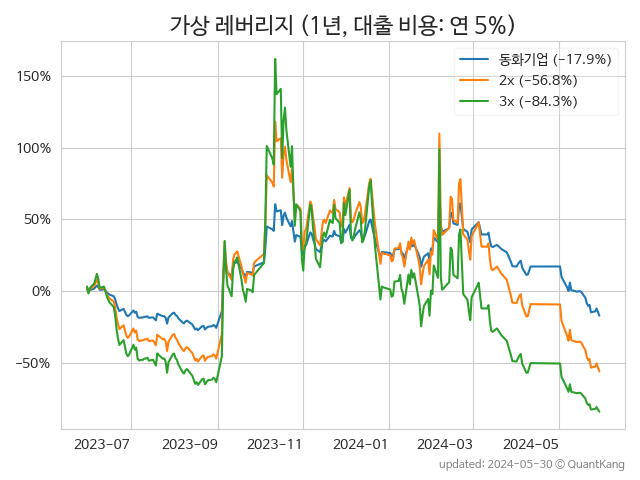 가상 레버리지 (1년, 대출 비용: 연 5%)
동화기업 (-17.9%)
2x (-56.8%)
3x (-84.3%)
150%
100%
50%
0%
-50%
2023-07 2023-09 2023-11 2024-01 2024-03 2024-05
updated: 2024-05-30 © QuantKang